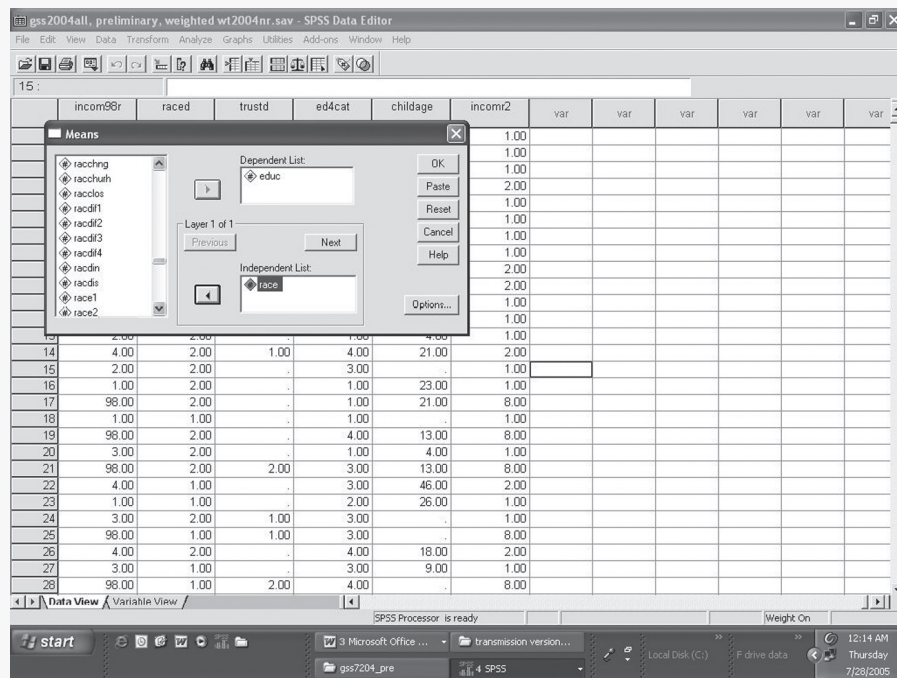 gss2004all, preliminary, weighted wt2004nr.sav - SPSS Data Editor
File Edit View Data Transform Analyze Graphs Utilities Add-ons Window Help
15 :
incom98r raced trustd ed4cat childage incomr2 var var var var var var
Means
racchng
racchurh
racclos
racdif1
racdif2
racdif3
racdif4
racdin
racdis
race1
race2
Dependent List:
educ
Layer 1 of 1
Previous Next
Independent List:
race
OK
Paste
Reset
Cancel
Help
Options...
1.00
1.00
1.00
2.00
1.00
1.00
1.00
1.00
2.00
2.00
1.00
1.00
13 2.00 2.00 . 1.00 4.00 1.00
14 4.00 2.00 1.00 4.00 21.00 2.00
15 2.00 2.00 . 3.00 . 1.00
16 1.00 2.00 . 1.00 23.00 1.00
17 98.00 2.00 . 1.00 21.00 8.00
18 1.00 1.00 . 1.00 . 1.00
19 98.00 2.00 . 4.00 13.00 8.00
20 3.00 2.00 . 1.00 4.00 1.00
21 98.00 2.00 2.00 3.00 13.00 8.00
22 4.00 1.00 . 3.00 46.00 2.00
23 1.00 1.00 . 2.00 26.00 1.00
24 3.00 2.00 1.00 3.00 . 1.00
25 98.00 1.00 1.00 3.00 . 8.00
26 4.00 2.00 . 4.00 18.00 2.00
27 3.00 1.00 . 3.00 9.00 1.00
28 98.00 1.00 2.00 4.00 . 8.00
Data View Variable View
SPSS Processor is ready Weight On
start
3 Microsoft Office ... transmission version...
gss7204_pre 4 SPSS
Local Disk (C:) F drive data
12:14 AM
Thursday
7/28/2005